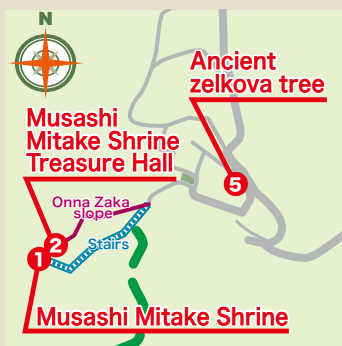 N
Ancient
zelkova tree
Musashi
Mitake Shrine
Treasure Hall
5
Onna Zaka
slope
2
Stairs
1
Musashi Mitake Shrine